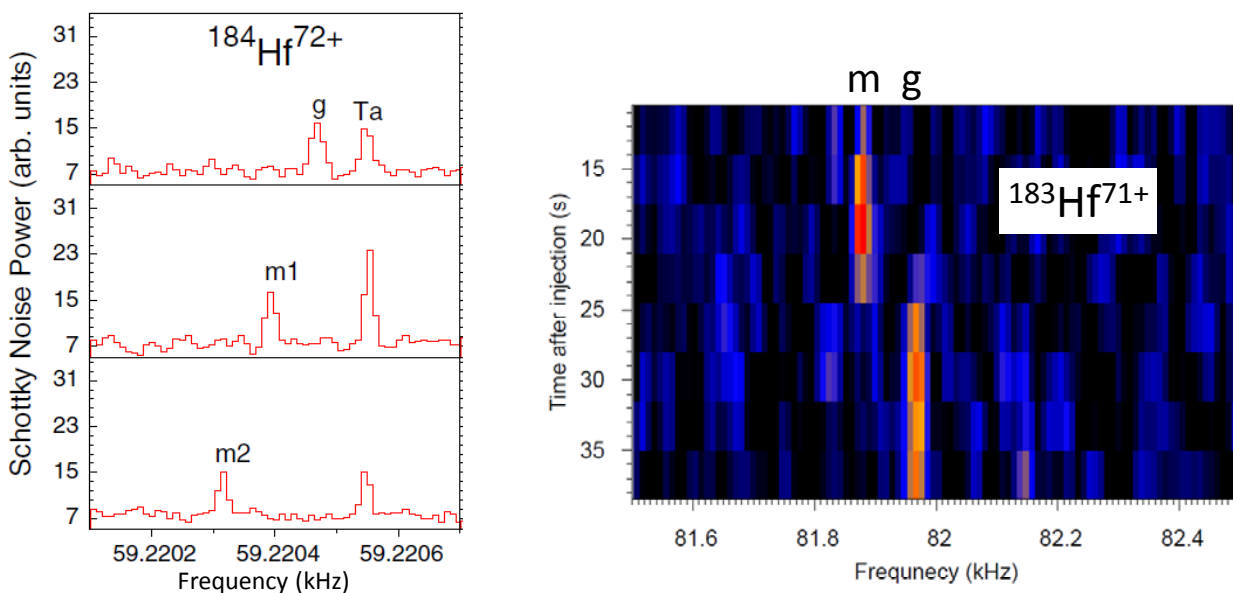 Schottky Noise Power (arb. units)
184Hf72+
31
23
15
7
g
Ta
31
23
15
7
m1
31
23
15
7
m2
59.2202
59.2204
59.2206
Frequency (kHz)
m g
183Hf71+
Time after injection (s)
15
20
25
30
35
81.6
81.8
82
82.2
82.4
Frequnecy (kHz)